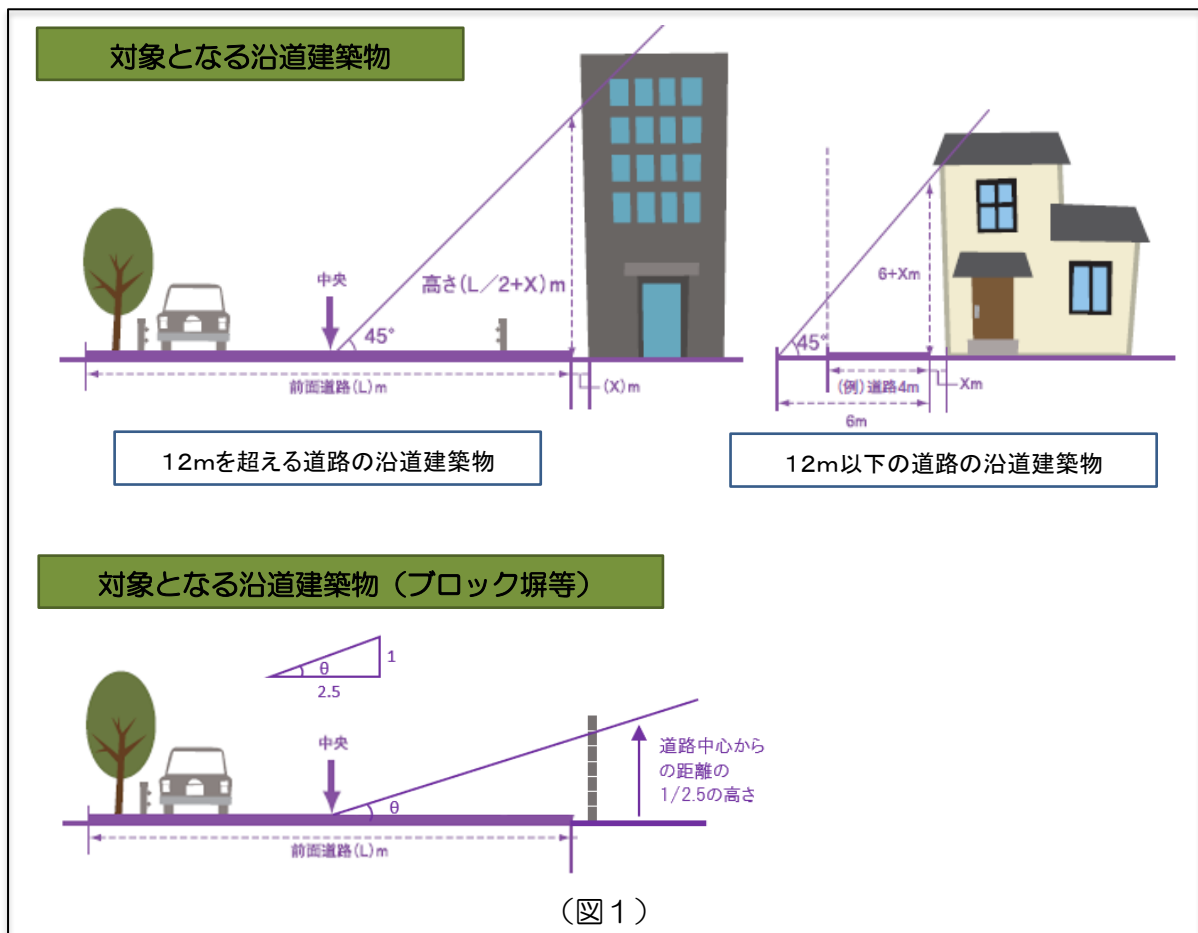 対象となる沿道建築物
中央
高さ(L／2+X)m
45°
前面道路(L)m
(X)m
12mを超える道路の沿道建築物
6+Xm
45°
(例)道路4m
Xm
6m
12m以下の道路の沿道建築物
対象となる沿道建築物（ブロック塀等）
θ
1
2.5
中央
θ
道路中心から
の距離の
1/2.5の高さ
前面道路(L)m
（図１）